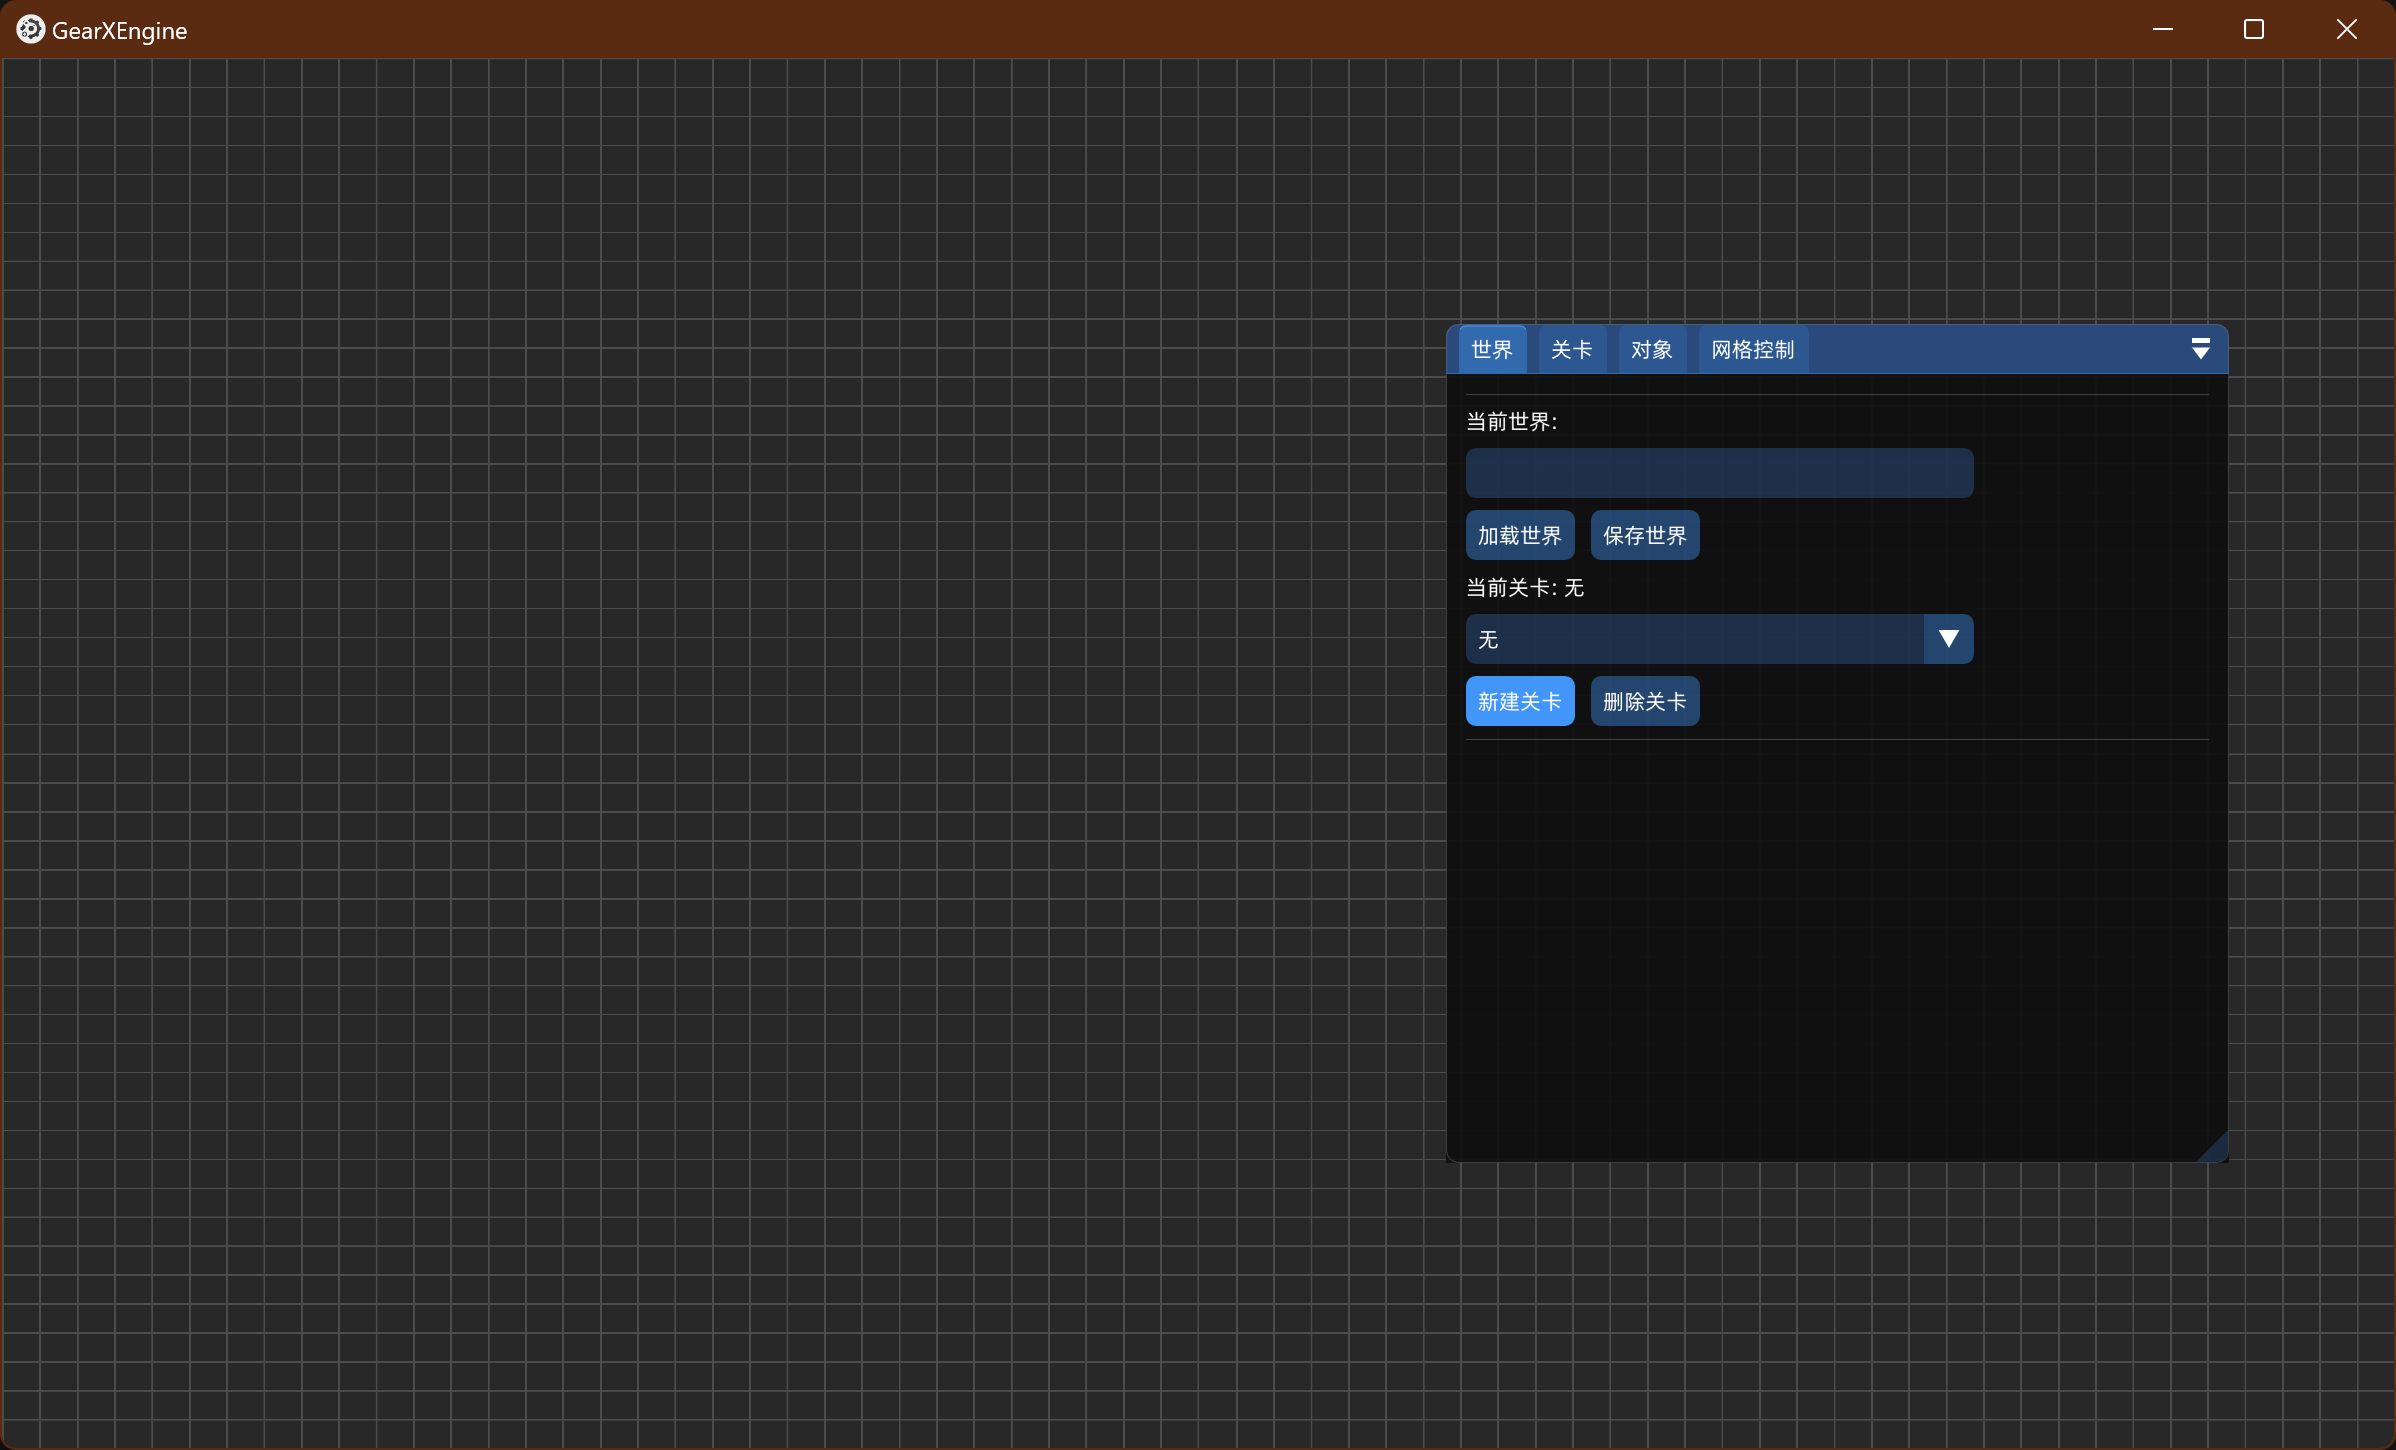 GearXEngine
世界 关卡 对象 网格控制
当前世界:
加载世界 保存世界
当前关卡: 无
无
新建关卡 删除关卡